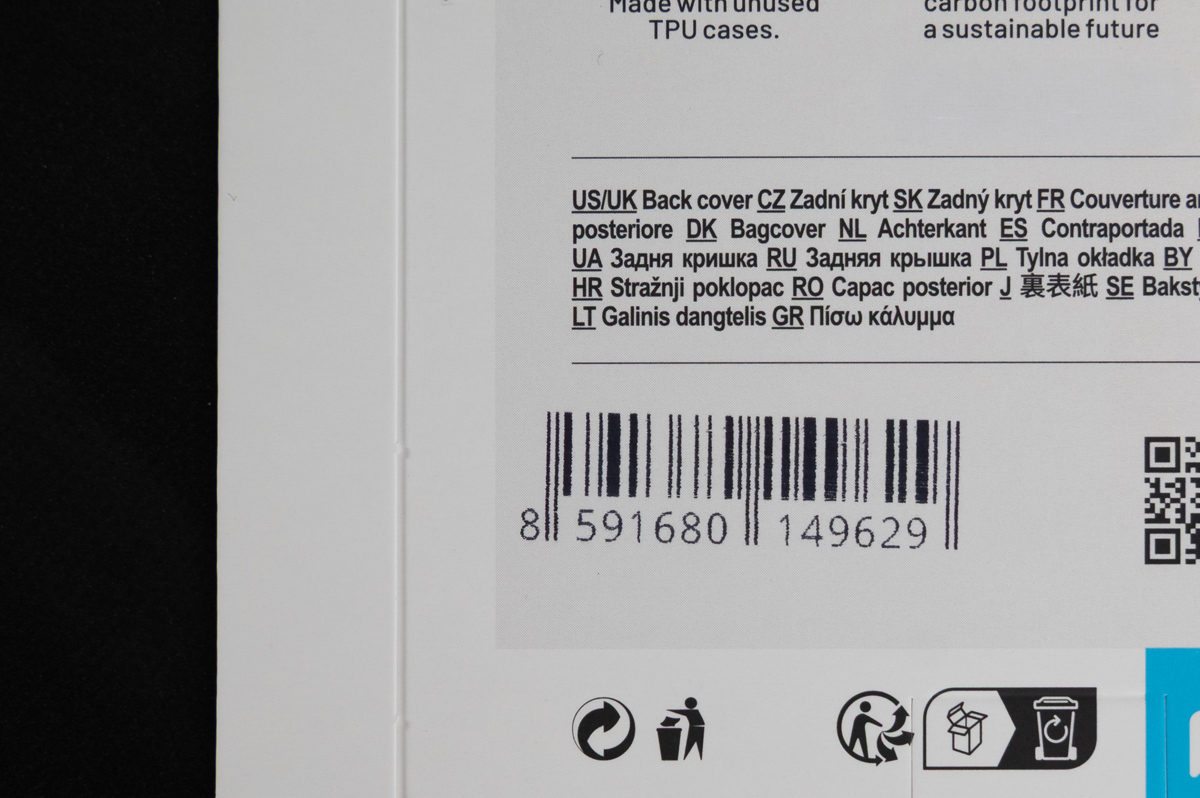 Made with unused
TPU cases.
carbon footprint for
a sustainable future
US/UK Back cover CZ Zadní kryt SK Zadný kryt FR Couverture
posteriore DK Bagcover NL Achterkant ES Contraportada
UA Задня кришка RU Задняя крышка PL Tylna okładka BY
HR Stražnji poklopac RO Capac posterior J 裏表紙 SE
LT Galinis dangtelis GR Πίσω κάλυμμα
8 591680 149629